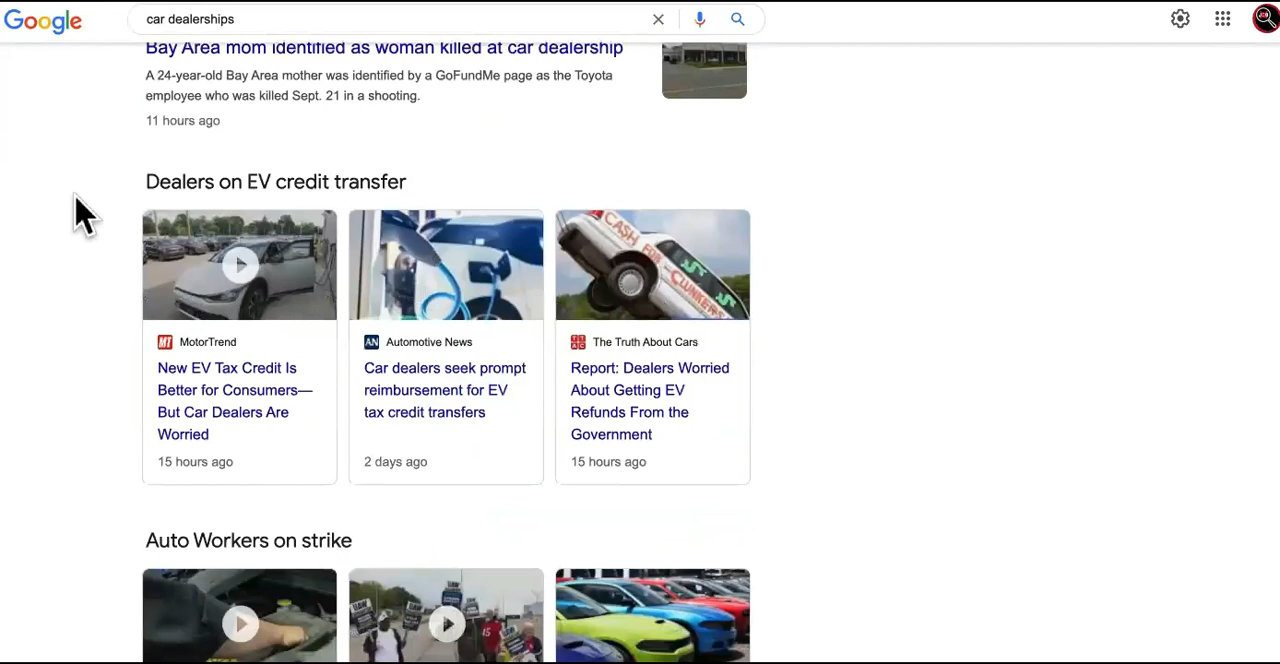 Google
car dealerships
Bay Area mom identified as woman killed at car dealership
A 24-year-old Bay Area mother was identified by a GoFundMe page as the Toyota
employee who was killed Sept. 21 in a shooting.
11 hours ago
Dealers on EV credit transfer
CASH FOR
CLUNKERS
MT MotorTrend
New EV Tax Credit Is
Better for Consumers—
But Car Dealers Are
Worried
15 hours ago
AN Automotive News
Car dealers seek prompt
reimbursement for EV
tax credit transfers
2 days ago
The Truth About Cars
Report: Dealers Worried
About Getting EV
Refunds From the
Government
15 hours ago
Auto Workers on strike